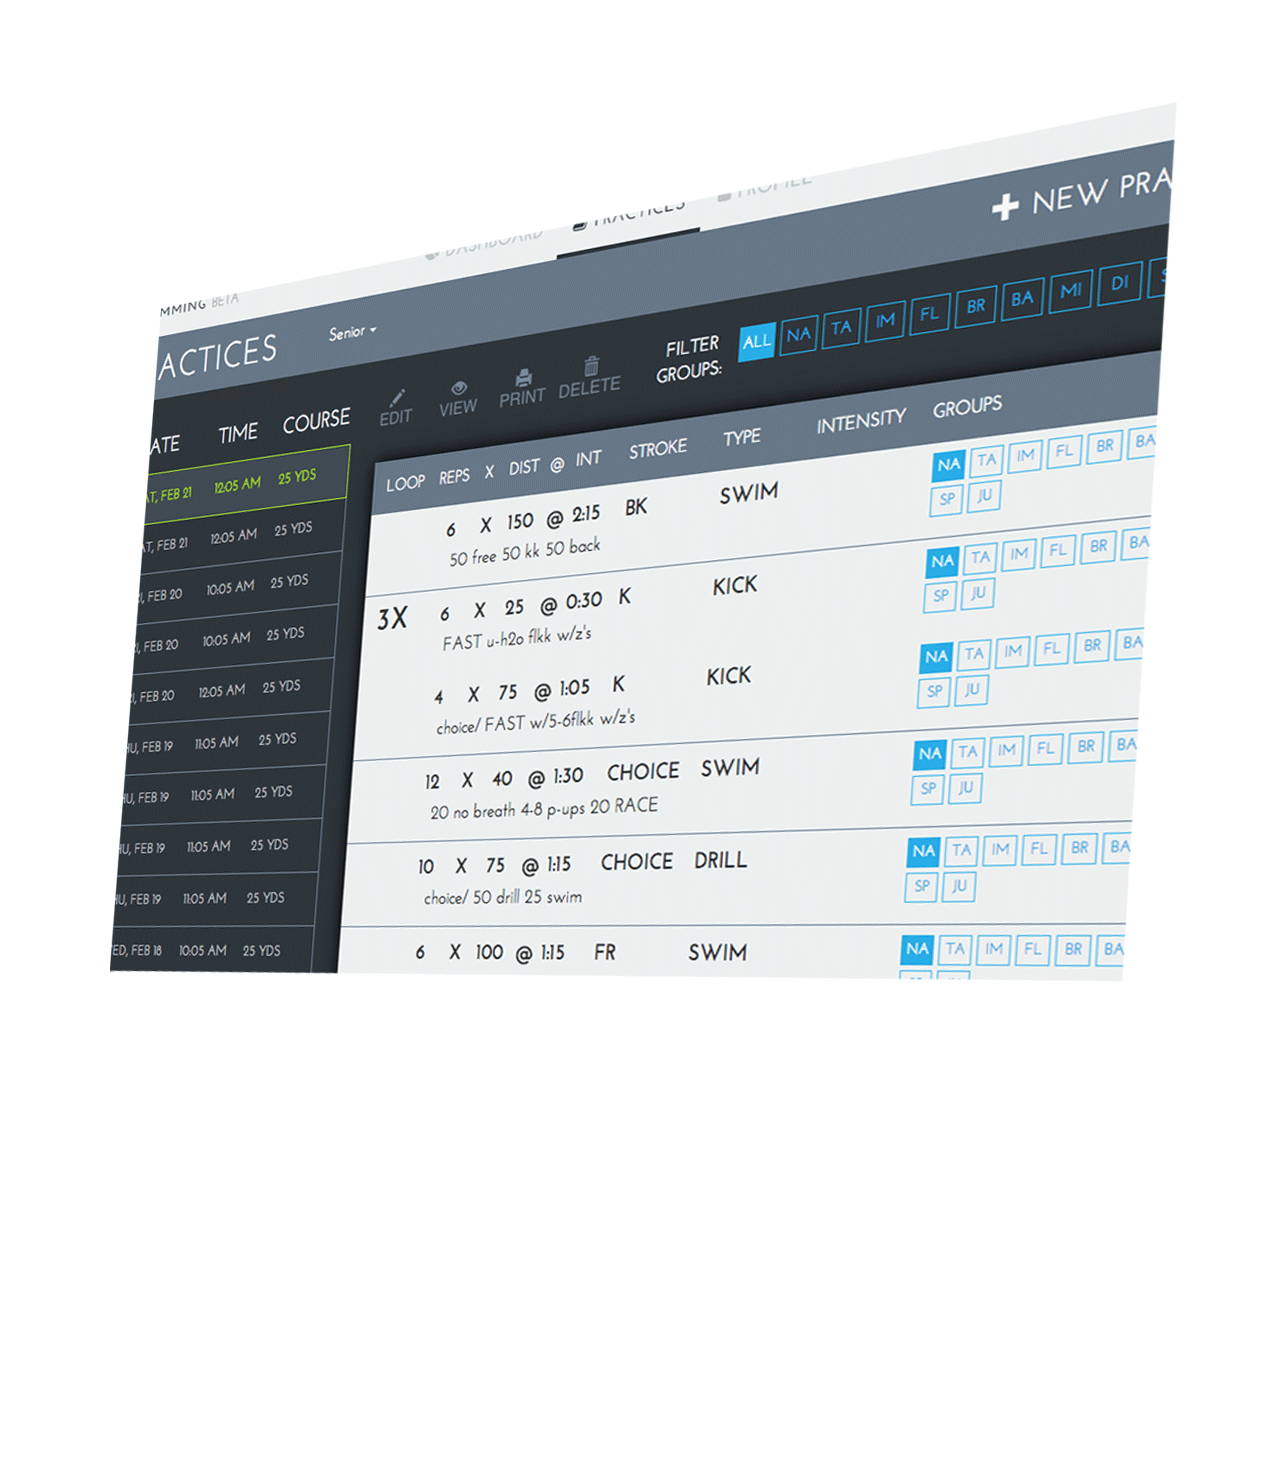 MMING BETA
DASHBOARD
PRACTICES
PROFILE
ACTICES
Senior
NEW PRA
EDIT
VIEW
PRINT
DELETE
FILTER GROUPS:
ALL NA TA IM FL BR BA MI DI S
ATE TIME COURSE
AT, FEB 21 12:05 AM 25 YDS
AT, FEB 21 12:05 AM 25 YDS
I, FEB 20 10:05 AM 25 YDS
I, FEB 20 10:05 AM 25 YDS
I, FEB 20 12:05 AM 25 YDS
HU, FEB 19 11:05 AM 25 YDS
HU, FEB 19 11:05 AM 25 YDS
HU, FEB 19 11:05 AM 25 YDS
HU, FEB 19 11:05 AM 25 YDS
ED, FEB 18 10:05 AM 25 YDS
LOOP REPS X DIST @ INT STROKE TYPE INTENSITY GROUPS
6 X 150 @ 2:15 BK SWIM NA TA IM FL BR BA
50 free 50 kk 50 back SP JU
3X 6 X 25 @ 0:30 K KICK NA TA IM FL BR BA
FAST u-h2o flkk w/z's SP JU
4 X 75 @ 1:05 K KICK NA TA IM FL BR BA
choice/ FAST w/5-6flkk w/z's SP JU
12 X 40 @ 1:30 CHOICE SWIM NA TA IM FL BR BA
20 no breath 4-8 p-ups 20 RACE SP JU
10 X 75 @ 1:15 CHOICE DRILL NA TA IM FL BR BA
choice/ 50 drill 25 swim SP JU
6 X 100 @ 1:15 FR SWIM NA TA IM FL BR BA